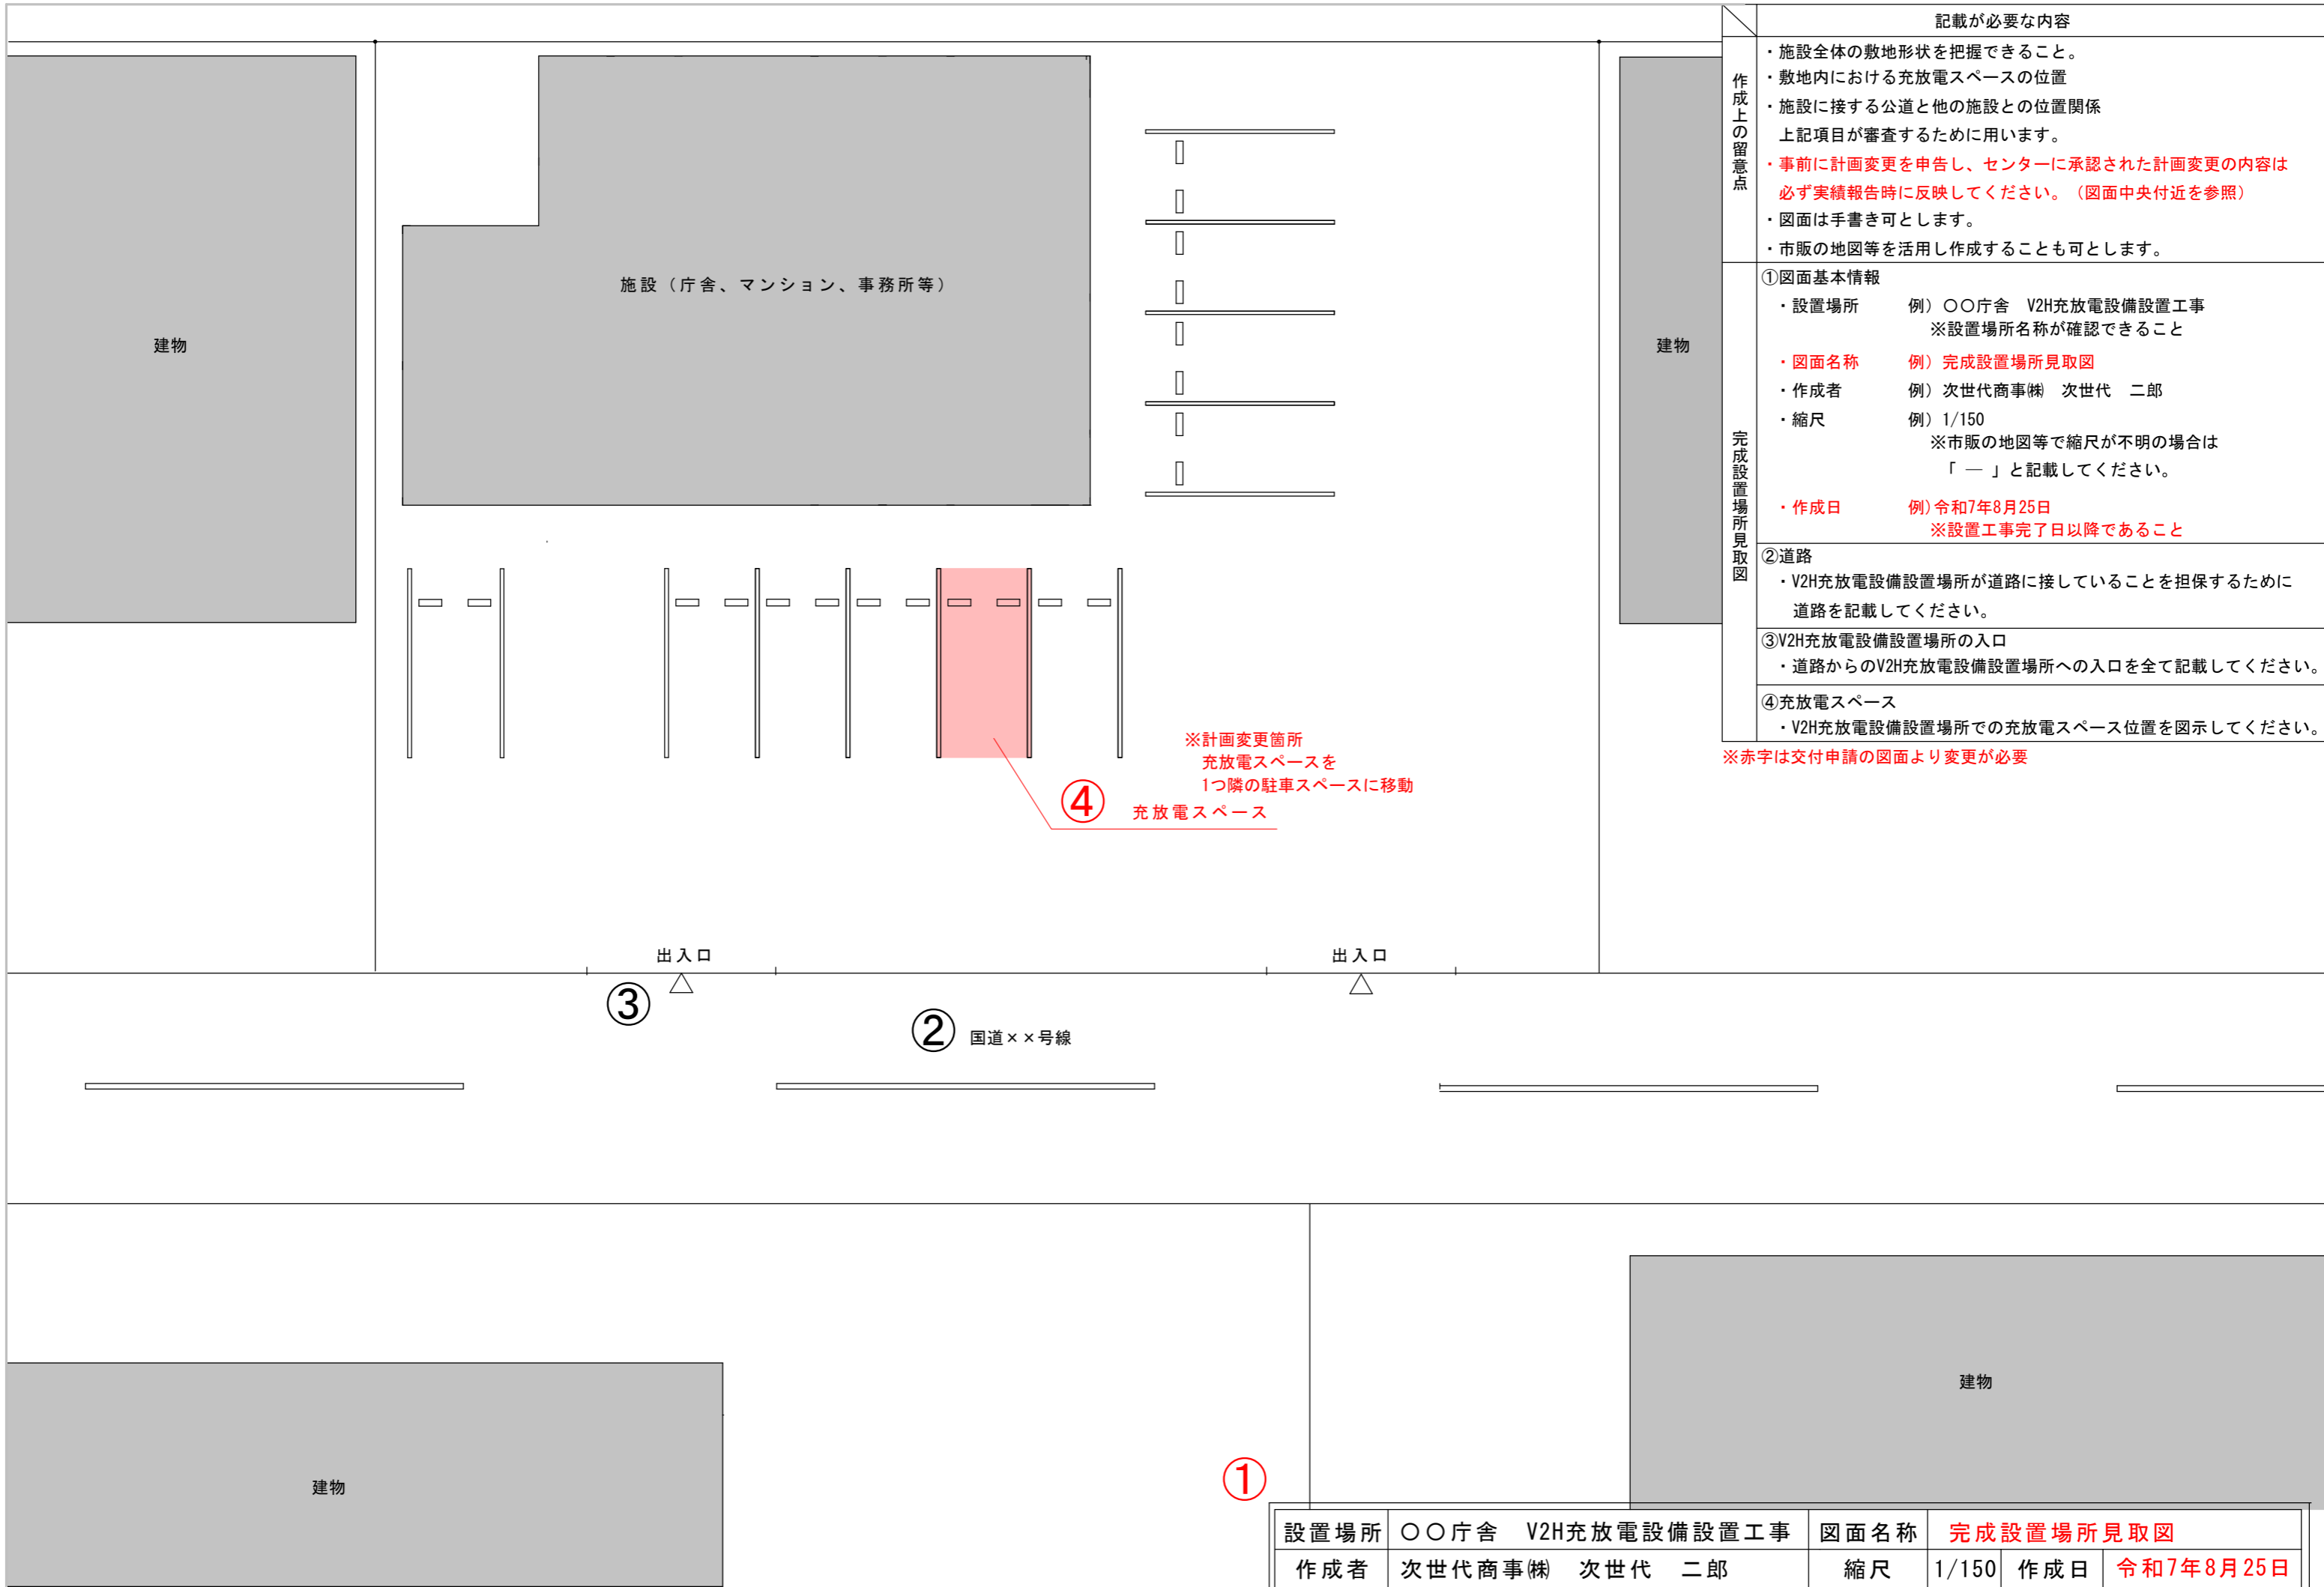 記載が必要な内容
作成上の留意点
・施設全体の敷地形状を把握できること。
・敷地内における充放電スペースの位置
・施設に接する公道と他の施設との位置関係
上記項目が審査するために用います。
・事前に計画変更を申告し、センターに承認された計画変更の内容は
必ず実績報告時に反映してください。（図面中央付近を参照）
・図面は手書き可とします。
・市販の地図等を活用し作成することも可とします。
完成設置場所見取図
①図面基本情報
・設置場所 例）〇〇庁舎 V2H充放電設備設置工事
※設置場所名称が確認できること
・図面名称 例）完成設置場所見取図
・作成者 例）次世代商事㈱ 次世代 二郎
・縮尺 例）1/150
※市販の地図等で縮尺が不明の場合は
「 ― 」と記載してください。
・作成日 例)令和7年8月25日
※設置工事完了日以降であること
②道路
・V2H充放電設備設置場所が道路に接していることを担保するために
道路を記載してください。
③V2H充放電設備設置場所の入口
・道路からのV2H充放電設備設置場所への入口を全て記載してください。
④充放電スペース
・V2H充放電設備設置場所での充放電スペース位置を図示してください。
※赤字は交付申請の図面より変更が必要
建物
施設（庁舎、マンション、事務所等）
建物
※計画変更箇所
充放電スペースを
1つ隣の駐車スペースに移動
④ 充放電スペース
出入口
出入口
③
② 国道××号線
建物
建物
①
設置場所 〇〇庁舎 V2H充放電設備設置工事 図面名称 完成設置場所見取図
作成者 次世代商事㈱ 次世代 二郎 縮尺 1/150 作成日 令和7年8月25日